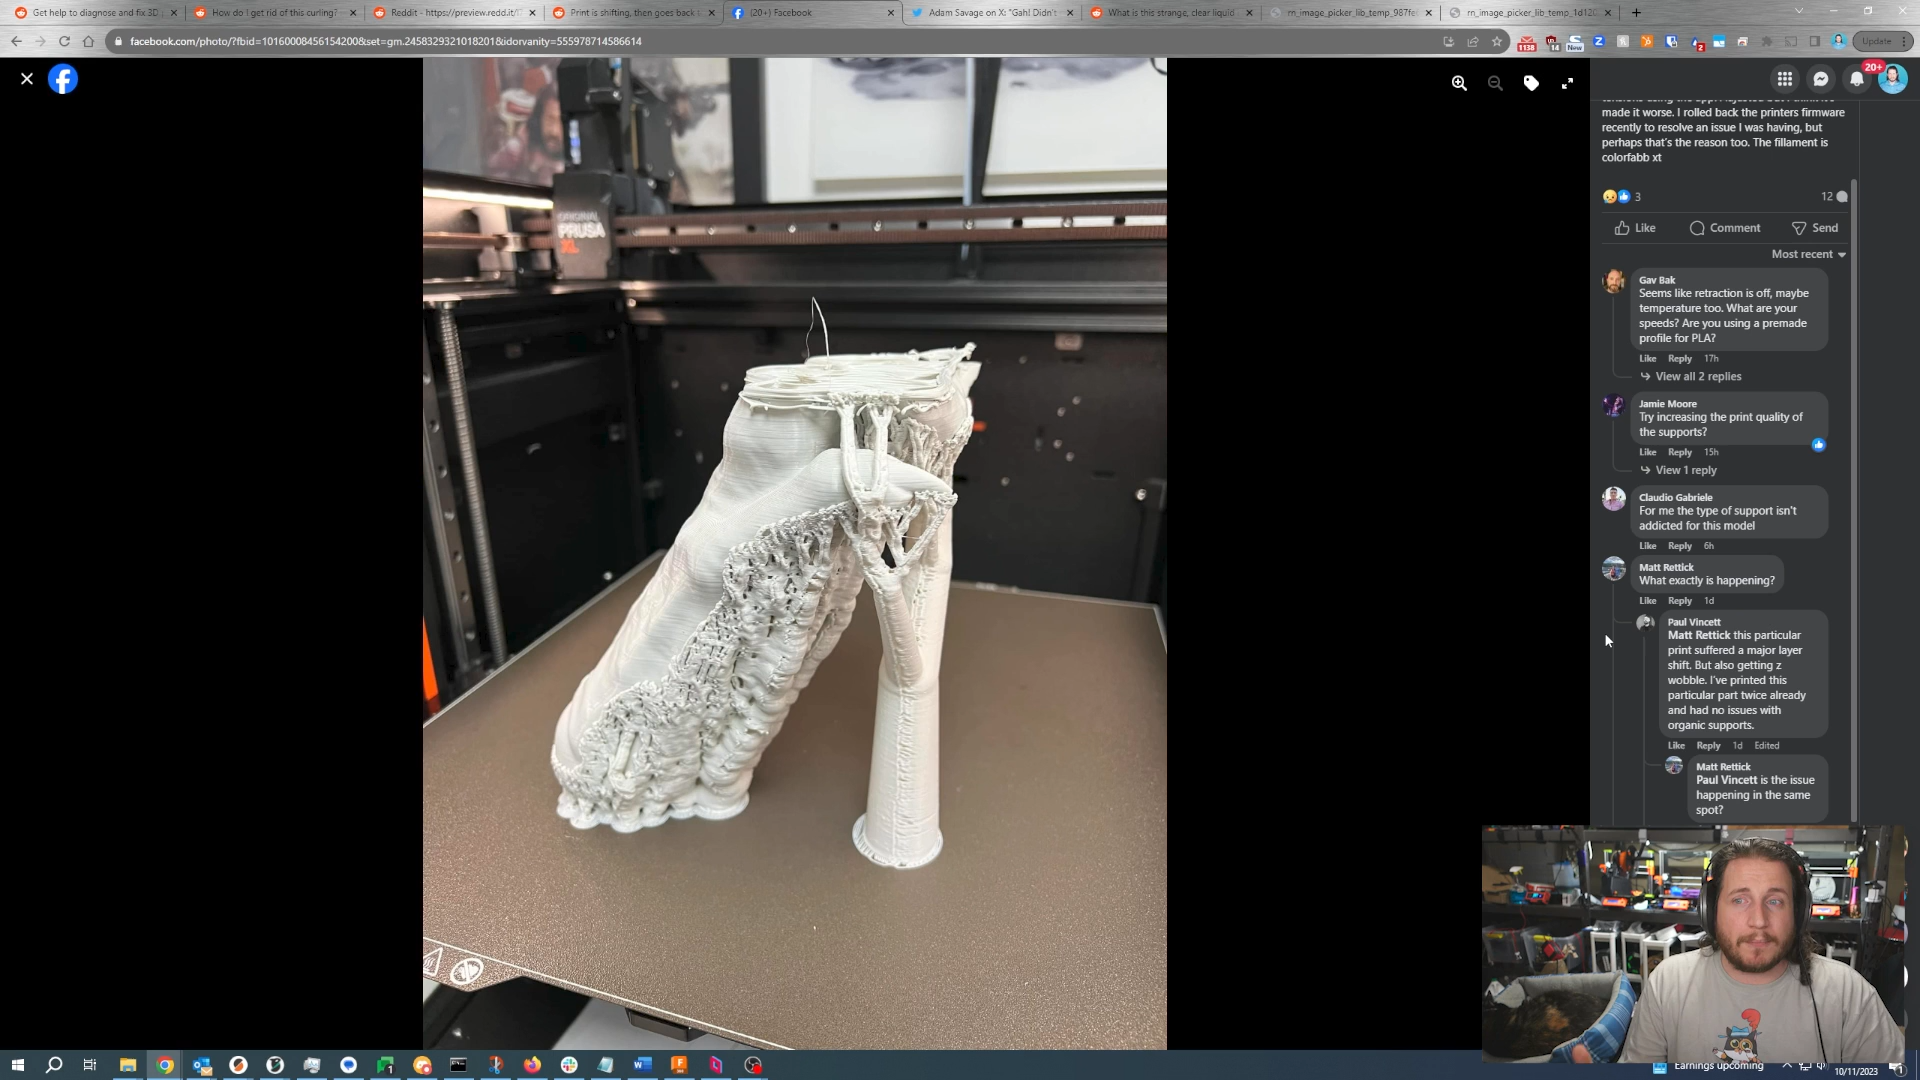 Get help to diagnose and fix 3D
How do I get rid of this curling?
Reddit - https://preview.redd.it/
Print is shifting, then goes back
(20+) Facebook
Adam Savage on X: "Gah! Didn't
What is this strange, clear liquid
rn_image_picker_lib_temp_987fe
rn_image_picker_lib_temp_1d12
facebook.com/photo/?fbid=10160008456154200&set=gm.2458329321018201&idorvanity=555978714586614
1138
14
New
2
Update
20+
made it worse. I rolled back the printers firmware
recently to resolve an issue I was having, but
perhaps that's the reason too. The fillament is
colorfabb xt
3
12
Like
Comment
Send
Most recent
Gav Bak
Seems like retraction is off, maybe
temperature too. What are your
speeds? Are you using a premade
profile for PLA?
Like Reply 17h
View all 2 replies
Jamie Moore
Try increasing the print quality of
the supports?
Like Reply 15h
View 1 reply
Claudio Gabriele
For me the type of support isn't
addicted for this model
Like Reply 6h
Matt Rettick
What exactly is happening?
Like Reply 1d
Paul Vincett
Matt Rettick this particular
print suffered a major layer
shift. But also getting z
wobble. I've printed this
particular part twice already
and had no issues with
organic supports.
Like Reply 1d Edited
Matt Rettick
Paul Vincett is the issue
happening in the same
spot?
ORIGINAL
PRUSA
XL
Earnings upcoming
10/11/2023